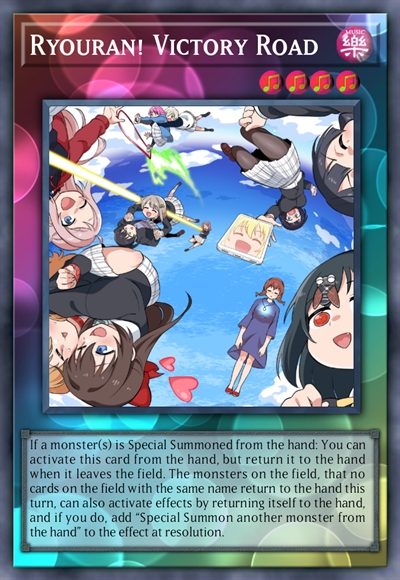 Ryouran! Victory Road
MUSIC
樂
If a monster(s) is Special Summoned from the hand: You can
activate this card from the hand, but return it to the hand
when it leaves the field. The monsters on the field, that no
cards on the field with the same name return to the hand this
turn, can also activate effects by returning itself to the hand,
and if you do, add “Special Summon another monster from
the hand” to the effect at resolution.